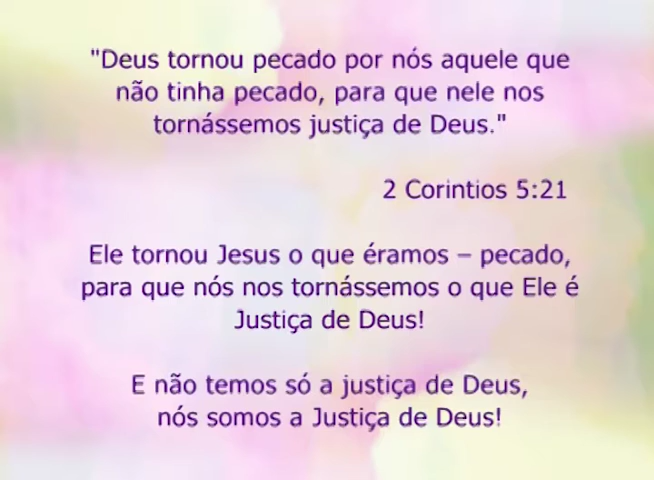 "Deus tornou pecado por nós aquele que
não tinha pecado, para que nele nos
tornássemos justiça de Deus."
2 Corintios 5:21
Ele tornou Jesus o que éramos – pecado,
para que nós nos tornássemos o que Ele é
Justiça de Deus!
E não temos só a justiça de Deus,
nós somos a Justiça de Deus!